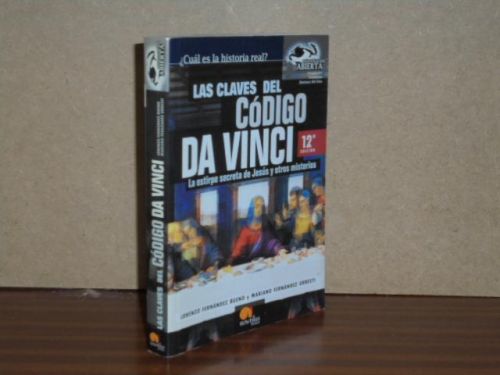 ¿Cuál es la historia real?
ABIERTA
LAS CLAVES DEL
CÓDIGO
DA VINCI
12ª
EDICIÓN
La estirpe secreta de Jesús y otros misterios
LORENZO FERNÁNDEZ BUENO y MARIANO FERNÁNDEZ URRESTI
nowtilus
LAS CLAVES DEL CÓDIGO DA VINCI